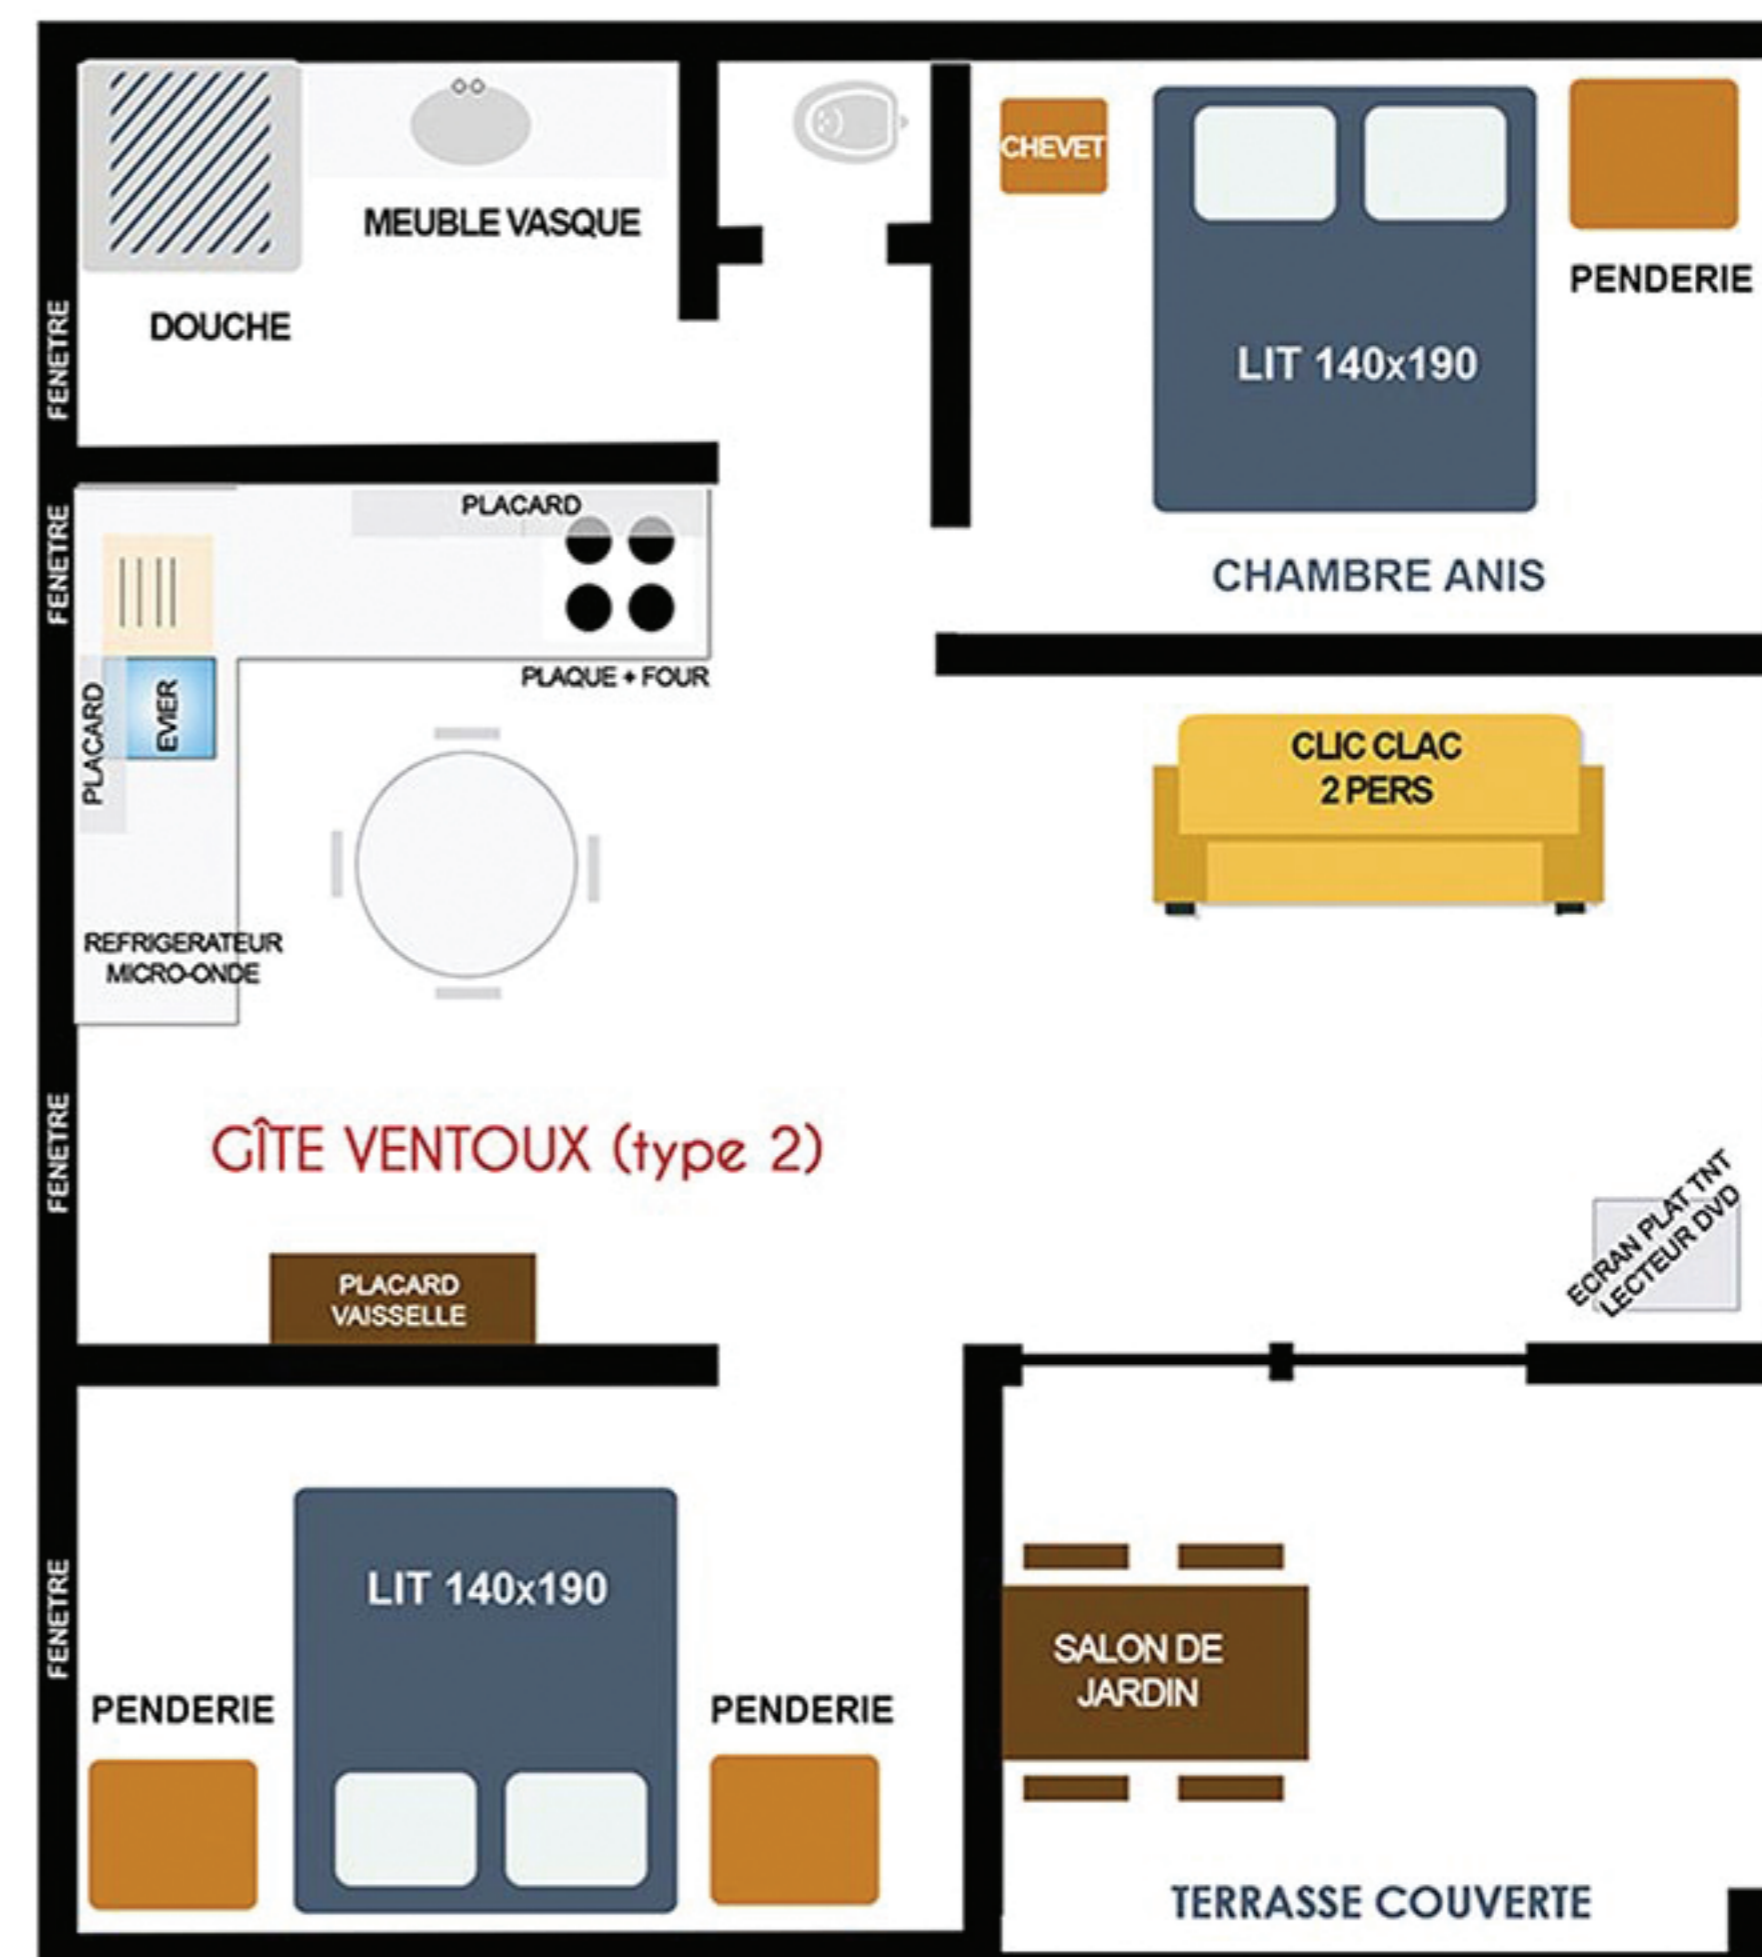 CHEVET
MEUBLE VASQUE
PENDERIE
DOUCHE
FENETRE
LIT 140x190
PLACARD
FENETRE
CHAMBRE ANIS
PLAQUE + FOUR
PLACARD
EVIER
CLIC CLAC
2 PERS
REFRIGERATEUR
MICRO-ONDE
FENETRE
GÎTE VENTOUX (type 2)
ECRAN PLAT TNT
LECTEUR DVD
PLACARD
VAISSELLE
FENETRE
LIT 140x190
SALON DE
JARDIN
PENDERIE
PENDERIE
TERRASSE COUVERTE